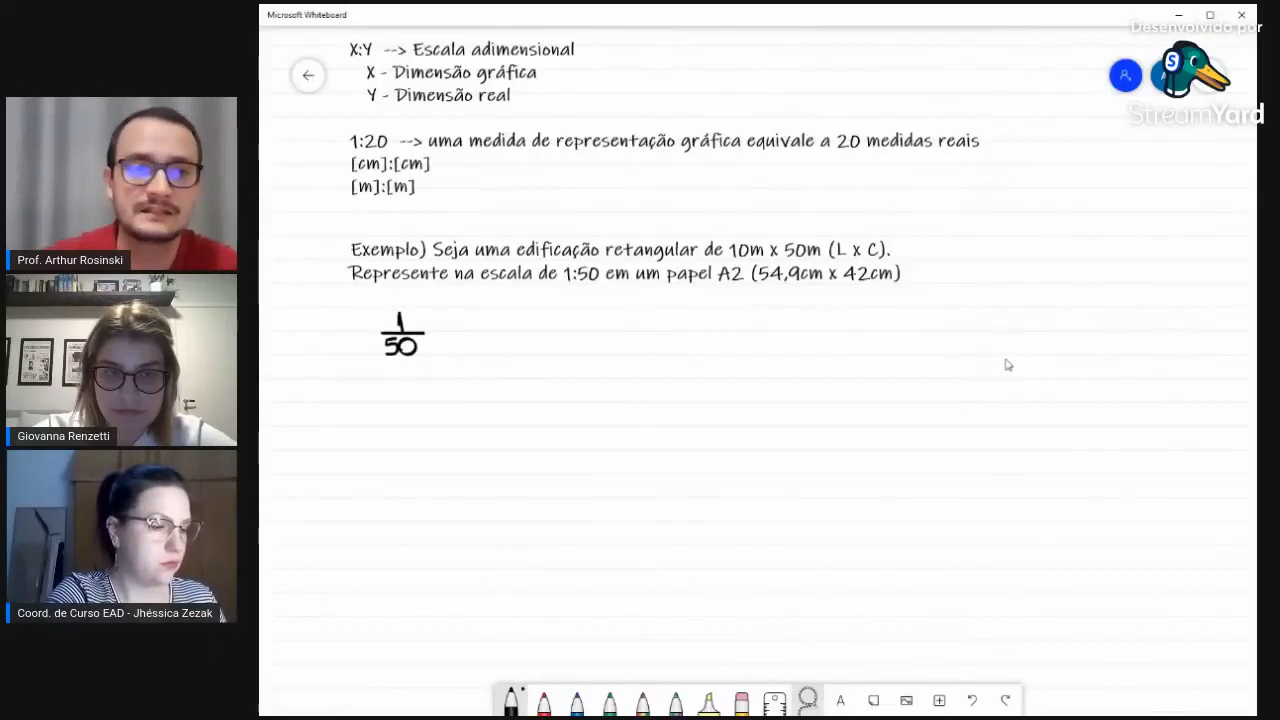 Microsoft Whiteboard
Desenvolvido por
StreamYard
X:Y --> Escala adimensional
X - Dimensão gráfica
Y - Dimensão real
1:20 --> uma medida de representação gráfica equivale a 20 medidas reais
[cm]:[cm]
[m]:[m]
Exemplo) Seja uma edificação retangular de 10m x 50m (L x C).
Represente na escala de 1:50 em um papel A2 (54,9cm x 42cm)
1
50
Prof. Arthur Rosinski
Giovanna Renzetti
Coord. de Curso EAD - Jhéssica Zezak